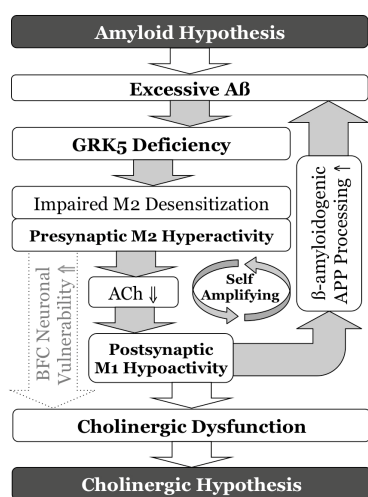 Amyloid Hypothesis
Excessive Aß
GRK5 Deficiency
Impaired M2 Desensitization
Presynaptic M2 Hyperactivity
BFC Neuronal
Vulnerability ⇑
ACh ⇓
Self
Amplifying
ß-amyloidogenic
APP Processing ↑
Postsynaptic
M1 Hypoactivity
Cholinergic Dysfunction
Cholinergic Hypothesis